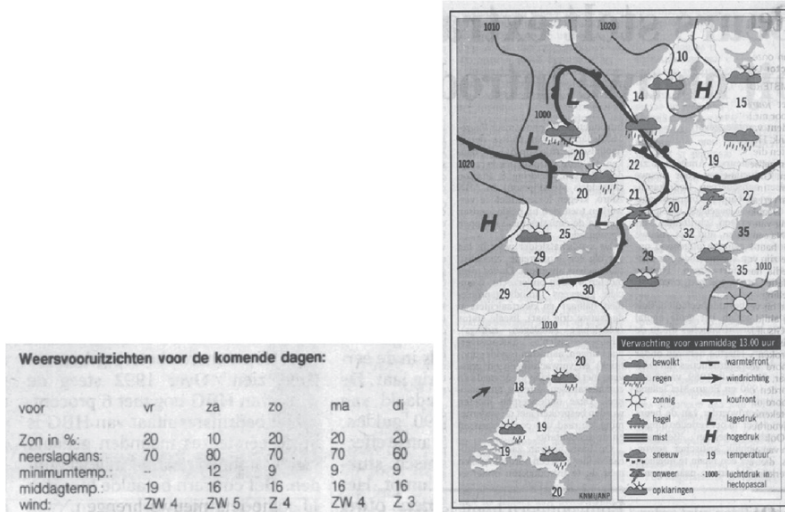 Weersvooruitzichten voor de komende dagen:
voor vr za zo ma di
Zon in %: 20 10 20 20 60
neerslagkans: 70 80 70 70 60
minimumtemp.: -- 12 9 9 9
middagtemp.: 19 16 16 16 16
wind: ZW 4 ZW 5 Z 4 ZW 4 Z 3
1010
1020
10
H
15
L
14
1000
L
20
19
1020
22
20
21
20
27
H
L
25
32
35
29
29
35
1010
29
30
1010
Verwachting voor vanmiddag 13.00 uur
bewolkt
warmtefront
regen
windrichting
zonnig
koufront
hagel
L lagedruk
mist
H hogedruk
sneeuw
19 temperatuur
onweer
-1000- luchtdruk in
hectopascal
opklaringen
20
18
19
19
20
KNMI/ANP